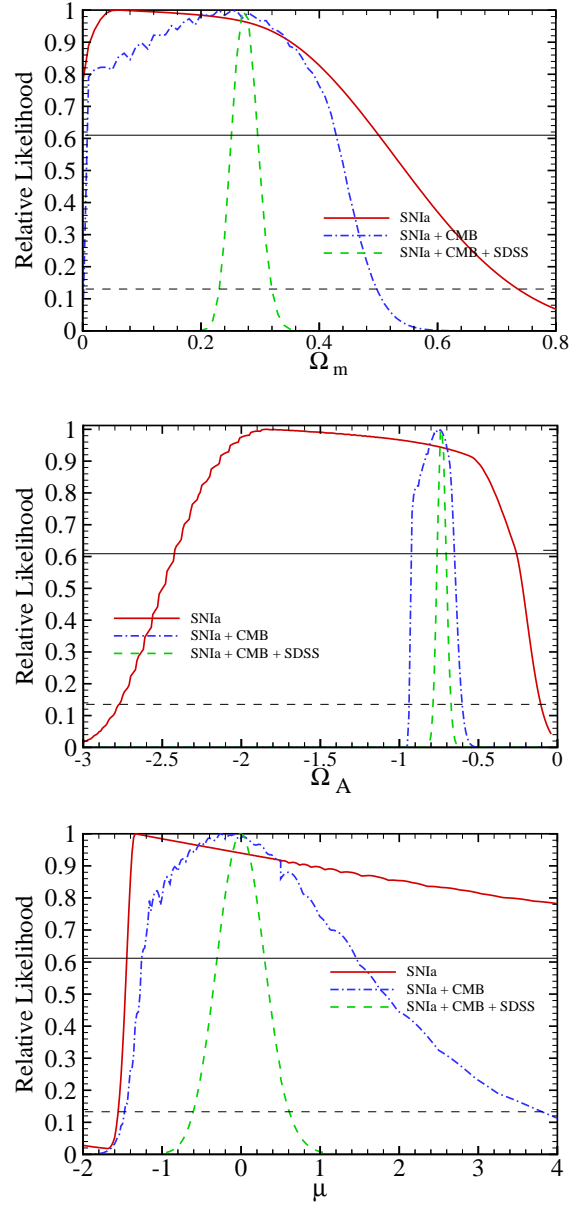 1
0.9
0.8
0.7
0.6
0.5
0.4
0.3
0.2
0.1
0
Relative Likelihood
SNIa
SNIa + CMB
SNIa + CMB + SDSS
0 0.2 0.4 0.6 0.8
Ω m
1
0.9
0.8
0.7
0.6
0.5
0.4
0.3
0.2
0.1
0
Relative Likelihood
SNIa
SNIa + CMB
SNIa + CMB + SDSS
-3 -2.5 -2 -1.5 -1 -0.5 0
Ω A
1
0.9
0.8
0.7
0.6
0.5
0.4
0.3
0.2
0.1
0
Relative Likelihood
SNIa
SNIa + CMB
SNIa + CMB + SDSS
-2 -1 0 1 2 3 4
μ